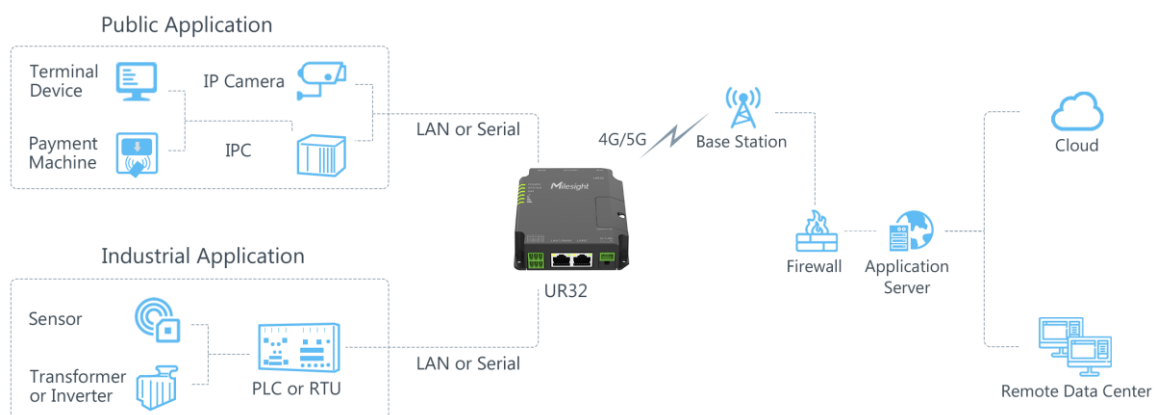 Public Application
Terminal
Device
IP Camera
Payment
Machine
IPC
LAN or Serial
4G/5G
Base Station
Cloud
Milesight
UR32
Firewall
Application
Server
Industrial Application
Sensor
Transformer
or Inverter
PLC or RTU
LAN or Serial
Remote Data Center